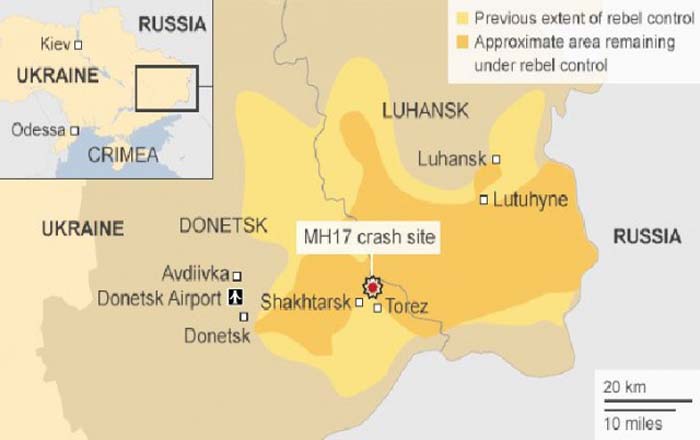 RUSSIA
Kiev
UKRAINE
Odessa
CRIMEA
Previous extent of rebel control
Approximate area remaining
under rebel control
LUHANSK
Luhansk
Lutuhyne
UKRAINE
DONETSK
MH17 crash site
RUSSIA
Avdiivka
Donetsk Airport
Shakhtarsk
Torez
Donetsk
20 km
10 miles